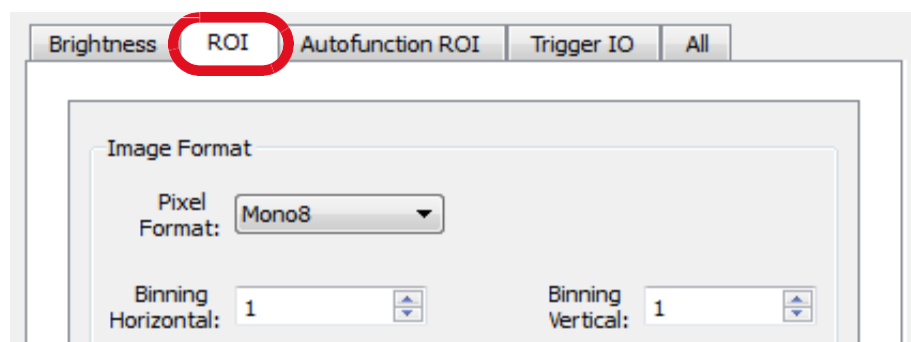 Brightness ROI Autofunction ROI Trigger IO All
Image Format
Pixel
Format: Mono8
Binning
Horizontal: 1
Binning
Vertical: 1